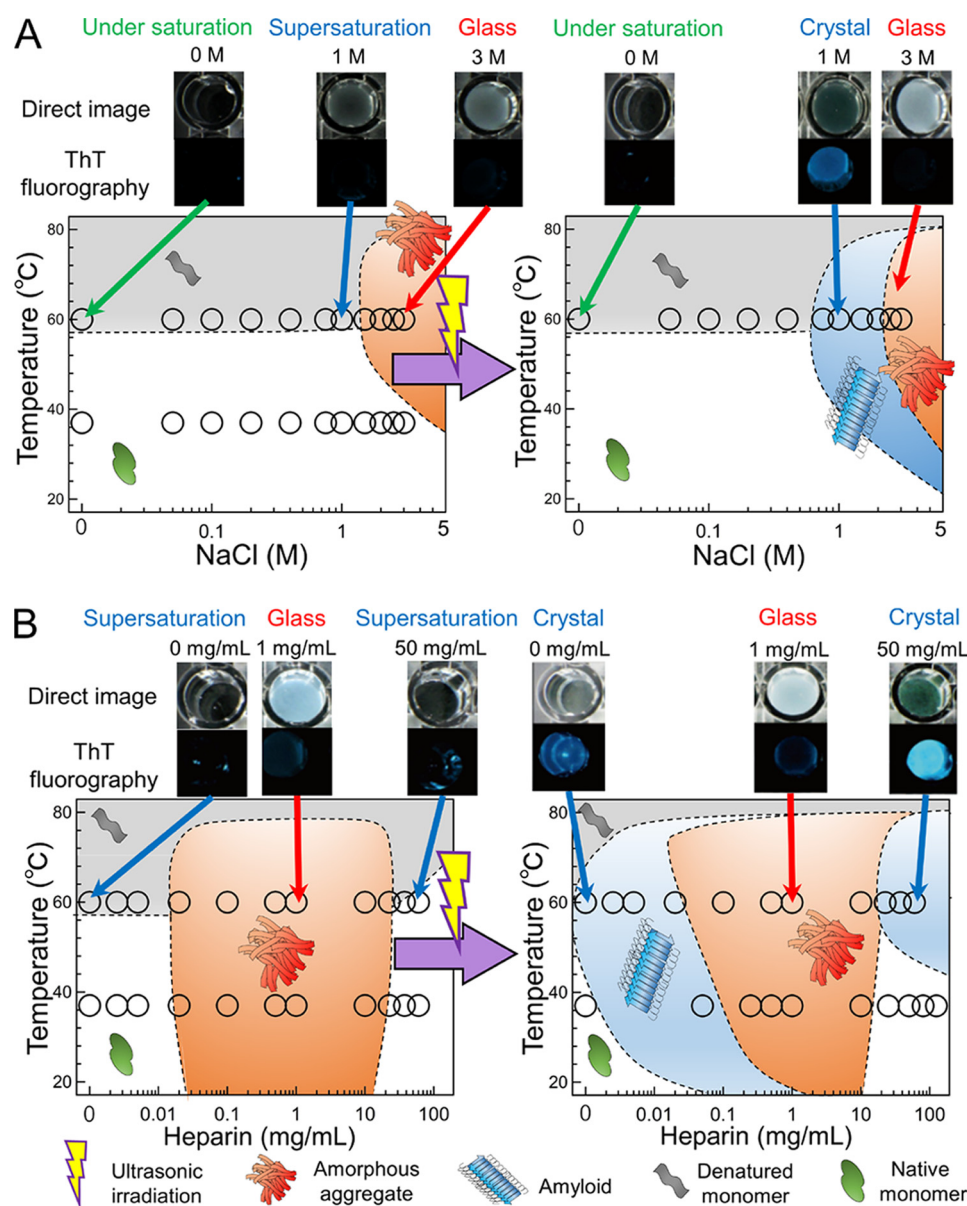 A
Under saturation Supersaturation Glass Under saturation Crystal Glass
0 M 1 M 3 M 0 M 1 M 3 M
Direct image
ThT
fluorography
Temperature (℃)
80
60
40
20
0 0.1 1 5
NaCl (M)
Temperature (℃)
80
60
40
20
0 0.1 1 5
NaCl (M)
B
Supersaturation Glass Supersaturation Crystal Glass Crystal
0 mg/mL 1 mg/mL 50 mg/mL 0 mg/mL 1 mg/mL 50 mg/mL
Direct image
ThT
fluorography
Temperature (℃)
80
60
40
20
0 0.01 0.1 1 10 100
Heparin (mg/mL)
Temperature (℃)
80
60
40
20
0 0.01 0.1 1 10 100
Heparin (mg/mL)
Ultrasonic
irradiation
Amorphous
aggregate
Amyloid
Denatured
monomer
Native
monomer